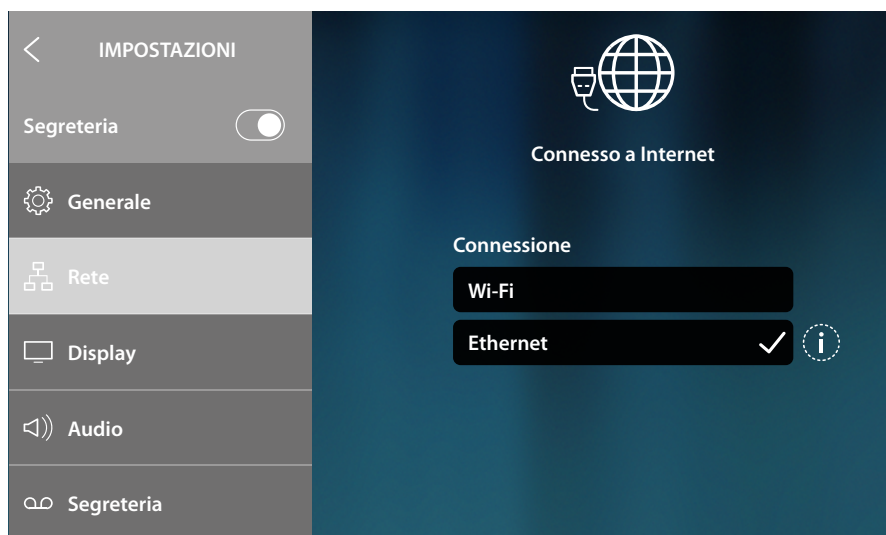 IMPOSTAZIONI
Segreteria
Generale
Rete
Display
Audio
Segreteria
Connesso a Internet
Connessione
Wi-Fi
Ethernet